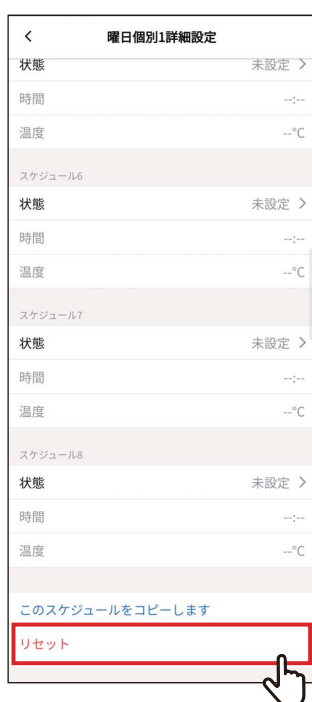 曜日個別1詳細設定
状態 未設定
時間 --:--
温度 --°C
スケジュール6
状態 未設定
時間 --:--
温度 --°C
スケジュール7
状態 未設定
時間 --:--
温度 --°C
スケジュール8
状態 未設定
時間 --:--
温度 --°C
このスケジュールをコピーします
リセット